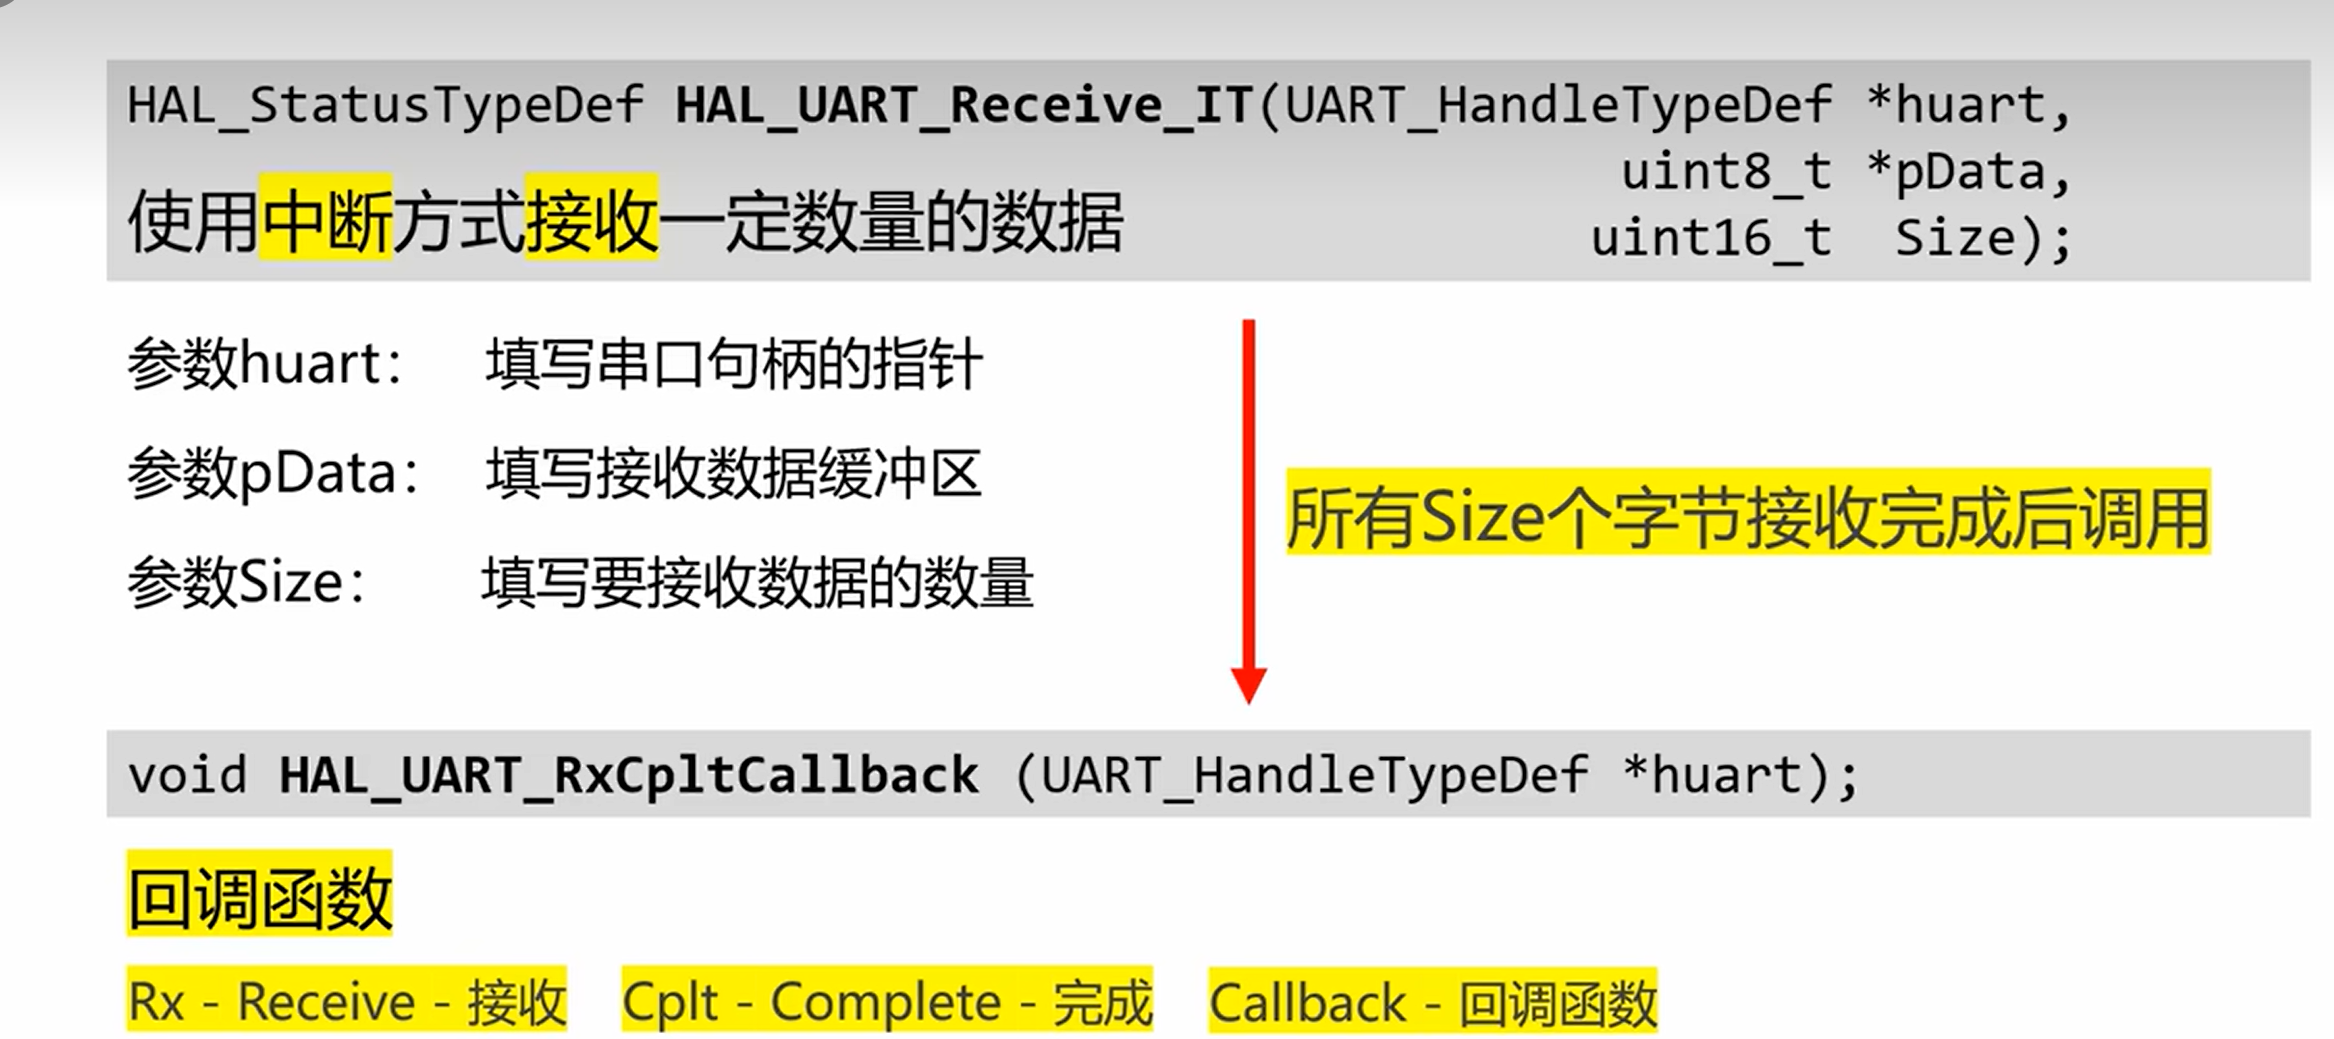 HAL_StatusTypeDef HAL_UART_Receive_IT(UART_HandleTypeDef *huart,
uint8_t *pData,
uint16_t Size);
使用中断方式接收一定数量的数据
参数huart： 填写串口句柄的指针
参数pData： 填写接收数据缓冲区
参数Size： 填写要接收数据的数量
所有Size个字节接收完成后调用
void HAL_UART_RxCpltCallback (UART_HandleTypeDef *huart);
回调函数
Rx - Receive - 接收 Cplt - Complete - 完成 Callback - 回调函数